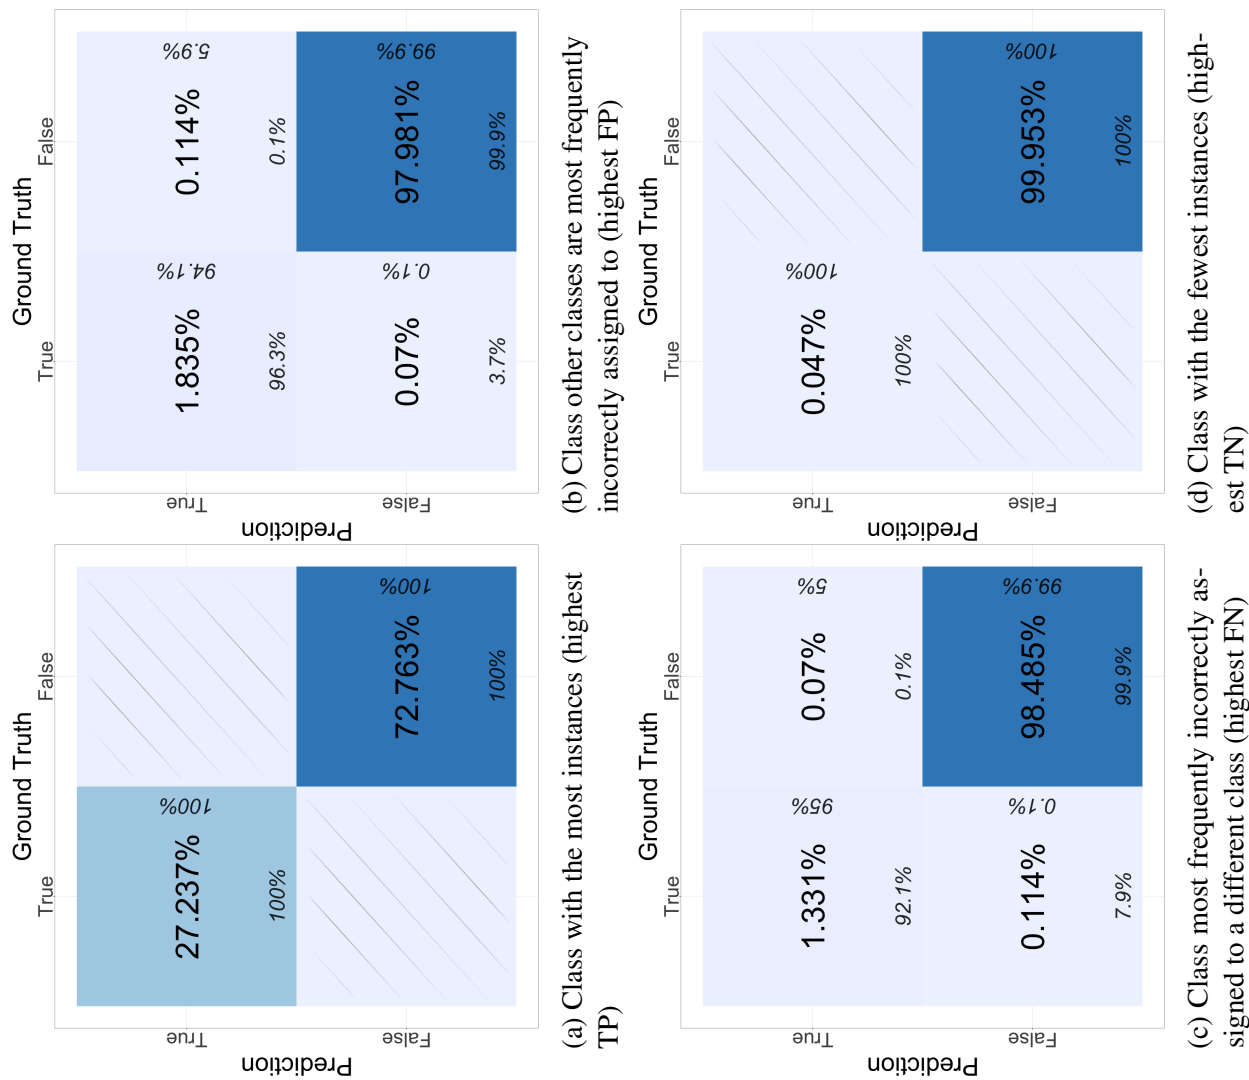 Ground Truth
True
False
Prediction
True
27.237%
100%
100%
False
72.763%
100%
100%
(a) Class with the most instances (highest
TP)
Ground Truth
True
False
Prediction
True
1.835%
94.1%
96.3%
0.114%
5.9%
0.1%
False
0.07%
0.1%
3.7%
97.981%
99.9%
99.9%
(b) Class other classes are most frequently
incorrectly assigned to (highest FP)
Ground Truth
True
False
Prediction
True
1.331%
95%
92.1%
0.07%
5%
0.1%
False
0.114%
0.1%
7.9%
98.485%
99.9%
99.9%
(c) Class most frequently incorrectly as-
signed to a different class (highest FN)
Ground Truth
True
False
Prediction
True
0.047%
100%
100%
False
99.953%
100%
100%
(d) Class with the fewest instances (high-
est TN)